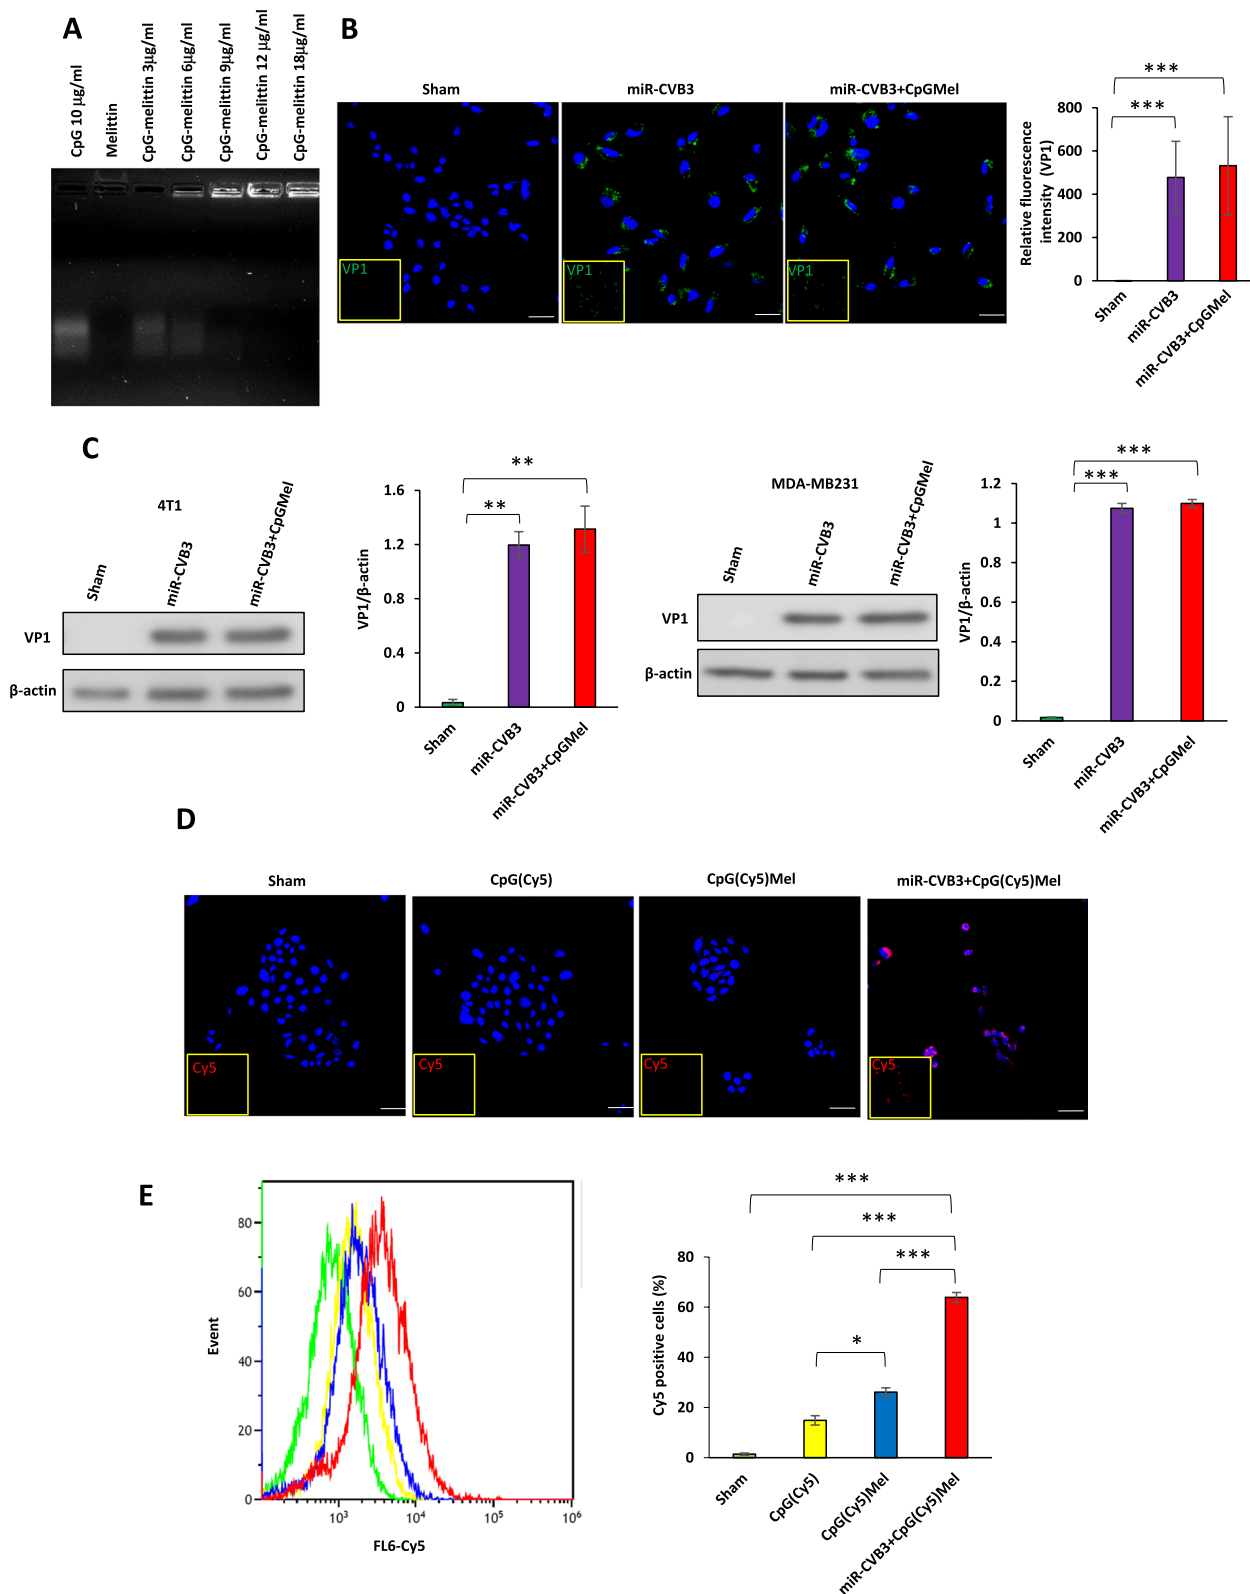 A
CpG 10 μg/ml
Melittin
CpG-melittin 3μg/ml
CpG-melittin 6μg/ml
CpG-melittin 9μg/ml
CpG-melittin 12 μg/ml
CpG-melittin 18μg/ml
B
Sham
miR-CVB3
miR-CVB3+CpGMel
VP1
VP1
VP1
***
***
Relative fluorescence
intensity (VP1)
800
600
400
200
0
Sham
miR-CVB3
miR-CVB3+CpGMel
C
4T1
Sham
miR-CVB3
miR-CVB3+CpGMel
VP1
β-actin
**
**
VP1/β-actin
1.6
1.2
0.8
0.4
0
Sham
miR-CVB3
miR-CVB3+CpGMel
MDA-MB231
Sham
miR-CVB3
miR-CVB3+CpGMel
VP1
β-actin
***
***
VP1/β-actin
1.2
1
0.8
0.6
0.4
0.2
0
Sham
miR-CVB3
miR-CVB3+CpGMel
D
Sham
CpG(Cy5)
CpG(Cy5)Mel
miR-CVB3+CpG(Cy5)Mel
Cy5
Cy5
Cy5
Cy5
E
Event
80
60
40
20
0
10³
10⁴
10⁵
10⁶
FL6-Cy5
***
***
***
*
Cy5 positive cells (%)
80
60
40
20
0
Sham
CpG(Cy5)
CpG(Cy5)Mel
miR-CVB3+CpG(Cy5)Mel